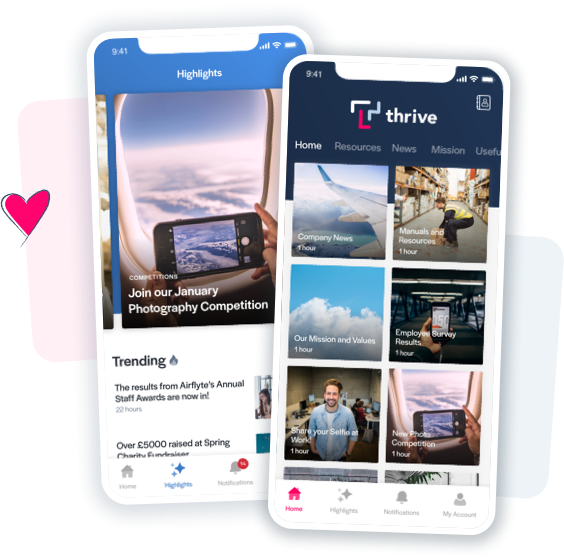 9:41
Highlights
COMPETITIONS
Join our January
Photography Competition
Trending
The results from Airflyte's Annual
Staff Awards are now in!
22 hours
Over £5000 raised at Spring
Charity Fundraiser
Home
Highlights
14
Notifications
9:41
thrive
Home
Resources
News
Mission
Useful
Company News
1 hour
Manuals and
Resources
1 hour
Our Mission and Values
1 hour
Employee Survey
Results
1 hour
Share your Selfie at
Work!
1 hour
New Photo
Competition
1 hour
Home
Highlights
Notifications
My Account